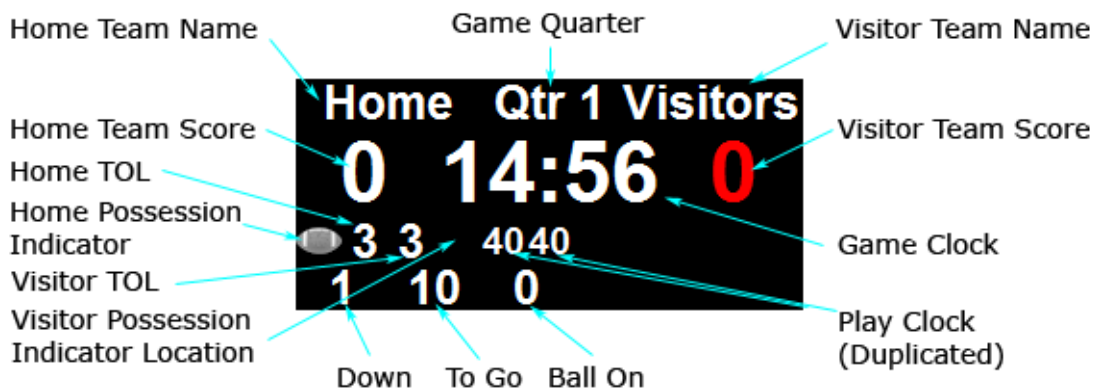 Home Team Name
Game Quarter
Visitor Team Name
Home Qtr 1 Visitors
Home Team Score
0 14:56 0
Visitor Team Score
Home TOL
Home Possession
Indicator
3 3 40 40
Game Clock
Visitor TOL
1 10 0
Visitor Possession
Indicator Location
Play Clock
(Duplicated)
Down To Go Ball On